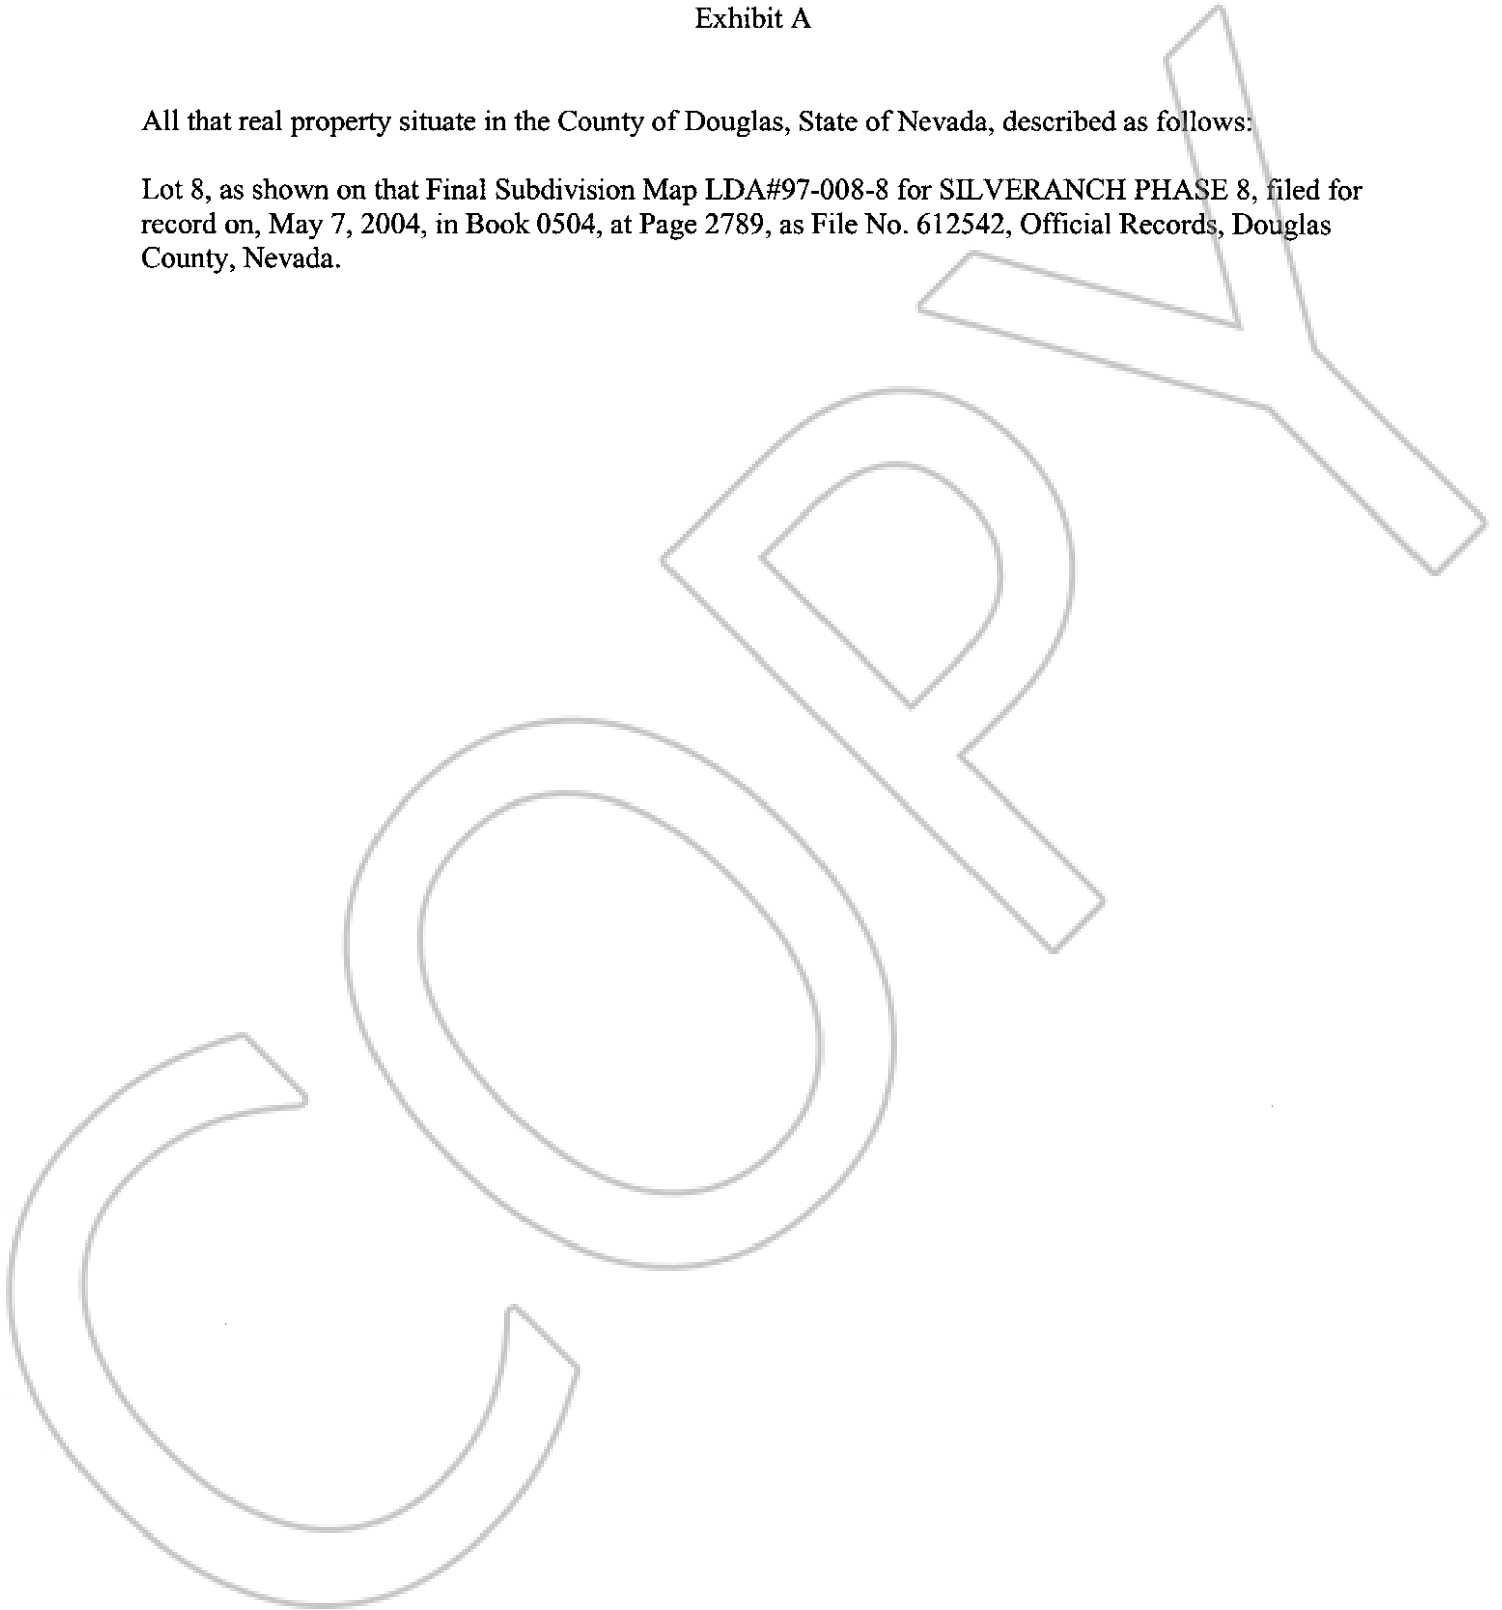 Exhibit A
All that real property situate in the County of Douglas, State of Nevada, described as follows:
Lot 8, as shown on that Final Subdivision Map LDA#97-008-8 for SILVERANCH PHASE 8, filed for
record on, May 7, 2004, in Book 0504, at Page 2789, as File No. 612542, Official Records, Douglas
County, Nevada.
COPY